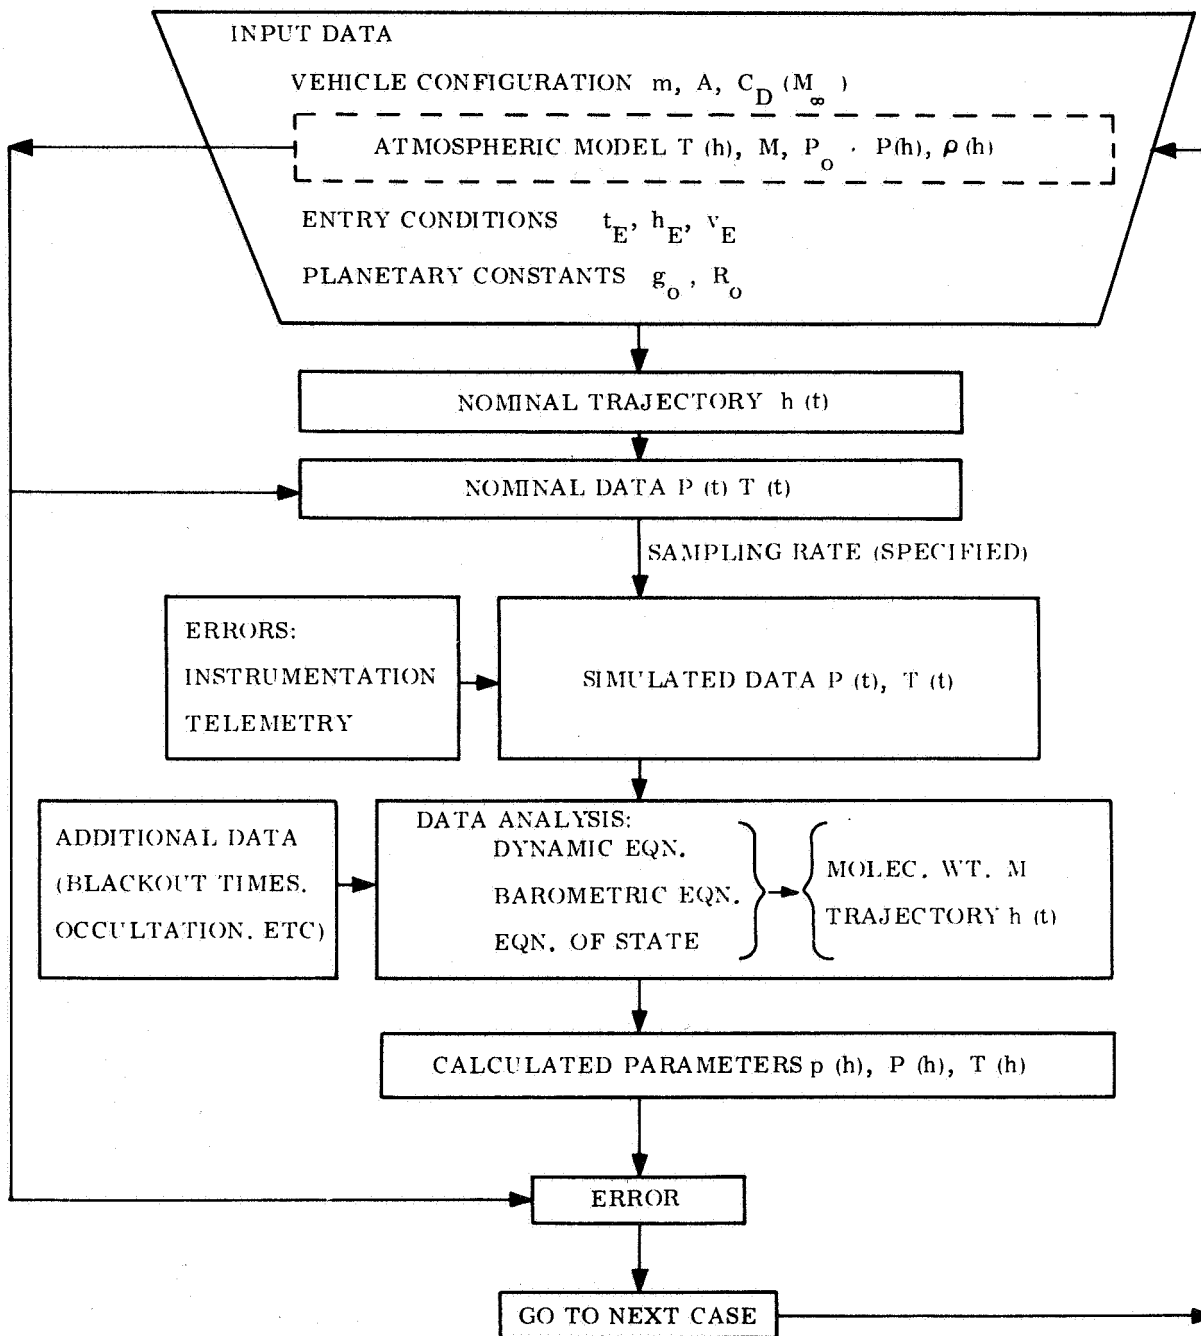 INPUT DATA
VEHICLE CONFIGURATION m, A, C_D (M_∞ )
ATMOSPHERIC MODEL T (h), M, P_o . P(h), ρ (h)
ENTRY CONDITIONS t_E, h_E, v_E
PLANETARY CONSTANTS g_o , R_o
NOMINAL TRAJECTORY h (t)
NOMINAL DATA P (t) T (t)
SAMPLING RATE (SPECIFIED)
ERRORS:
INSTRUMENTATION
TELEMETRY
SIMULATED DATA P (t), T (t)
ADDITIONAL DATA
(BLACKOUT TIMES.
OCCULTATION. ETC)
DATA ANALYSIS:
DYNAMIC EQN.
BAROMETRIC EQN.
EQN. OF STATE
MOLEC. WT. M
TRAJECTORY h (t)
CALCULATED PARAMETERS p (h), P (h), T (h)
ERROR
GO TO NEXT CASE